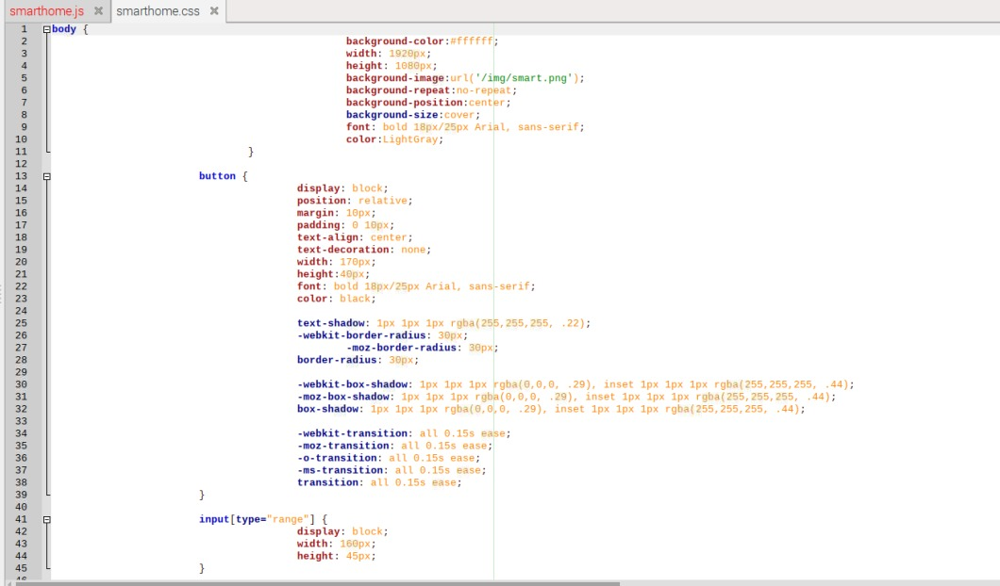 smarthome.js smarthome.css
1 body {
2 background-color:#ffffff;
3 width: 1920px;
4 height: 1080px;
5 background-image:url('/img/smart.png');
6 background-repeat:no-repeat;
7 background-position:center;
8 background-size:cover;
9 font: bold 18px/25px Arial, sans-serif;
10 color:LightGray;
11 }
12
13 button {
14 display: block;
15 position: relative;
16 margin: 10px;
17 padding: 0 10px;
18 text-align: center;
19 text-decoration: none;
20 width: 170px;
21 height:40px;
22 font: bold 18px/25px Arial, sans-serif;
23 color: black;
24
25 text-shadow: 1px 1px 1px rgba(255,255,255, .22);
26 -webkit-border-radius: 30px;
27 -moz-border-radius: 30px;
28 border-radius: 30px;
29
30 -webkit-box-shadow: 1px 1px 1px rgba(0,0,0, .29), inset 1px 1px 1px rgba(255,255,255, .44);
31 -moz-box-shadow: 1px 1px 1px rgba(0,0,0, .29), inset 1px 1px 1px rgba(255,255,255, .44);
32 box-shadow: 1px 1px 1px rgba(0,0,0, .29), inset 1px 1px 1px rgba(255,255,255, .44);
33
34 -webkit-transition: all 0.15s ease;
35 -moz-transition: all 0.15s ease;
36 -o-transition: all 0.15s ease;
37 -ms-transition: all 0.15s ease;
38 transition: all 0.15s ease;
39 }
40
41 input[type="range"] {
42 display: block;
43 width: 160px;
44 height: 45px;
45 }
46